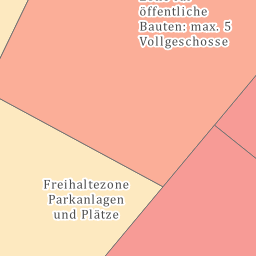 öffentliche
Bauten: max. 5
Vollgeschosse
Freihaltezone
Parkanlagen
und Plätze